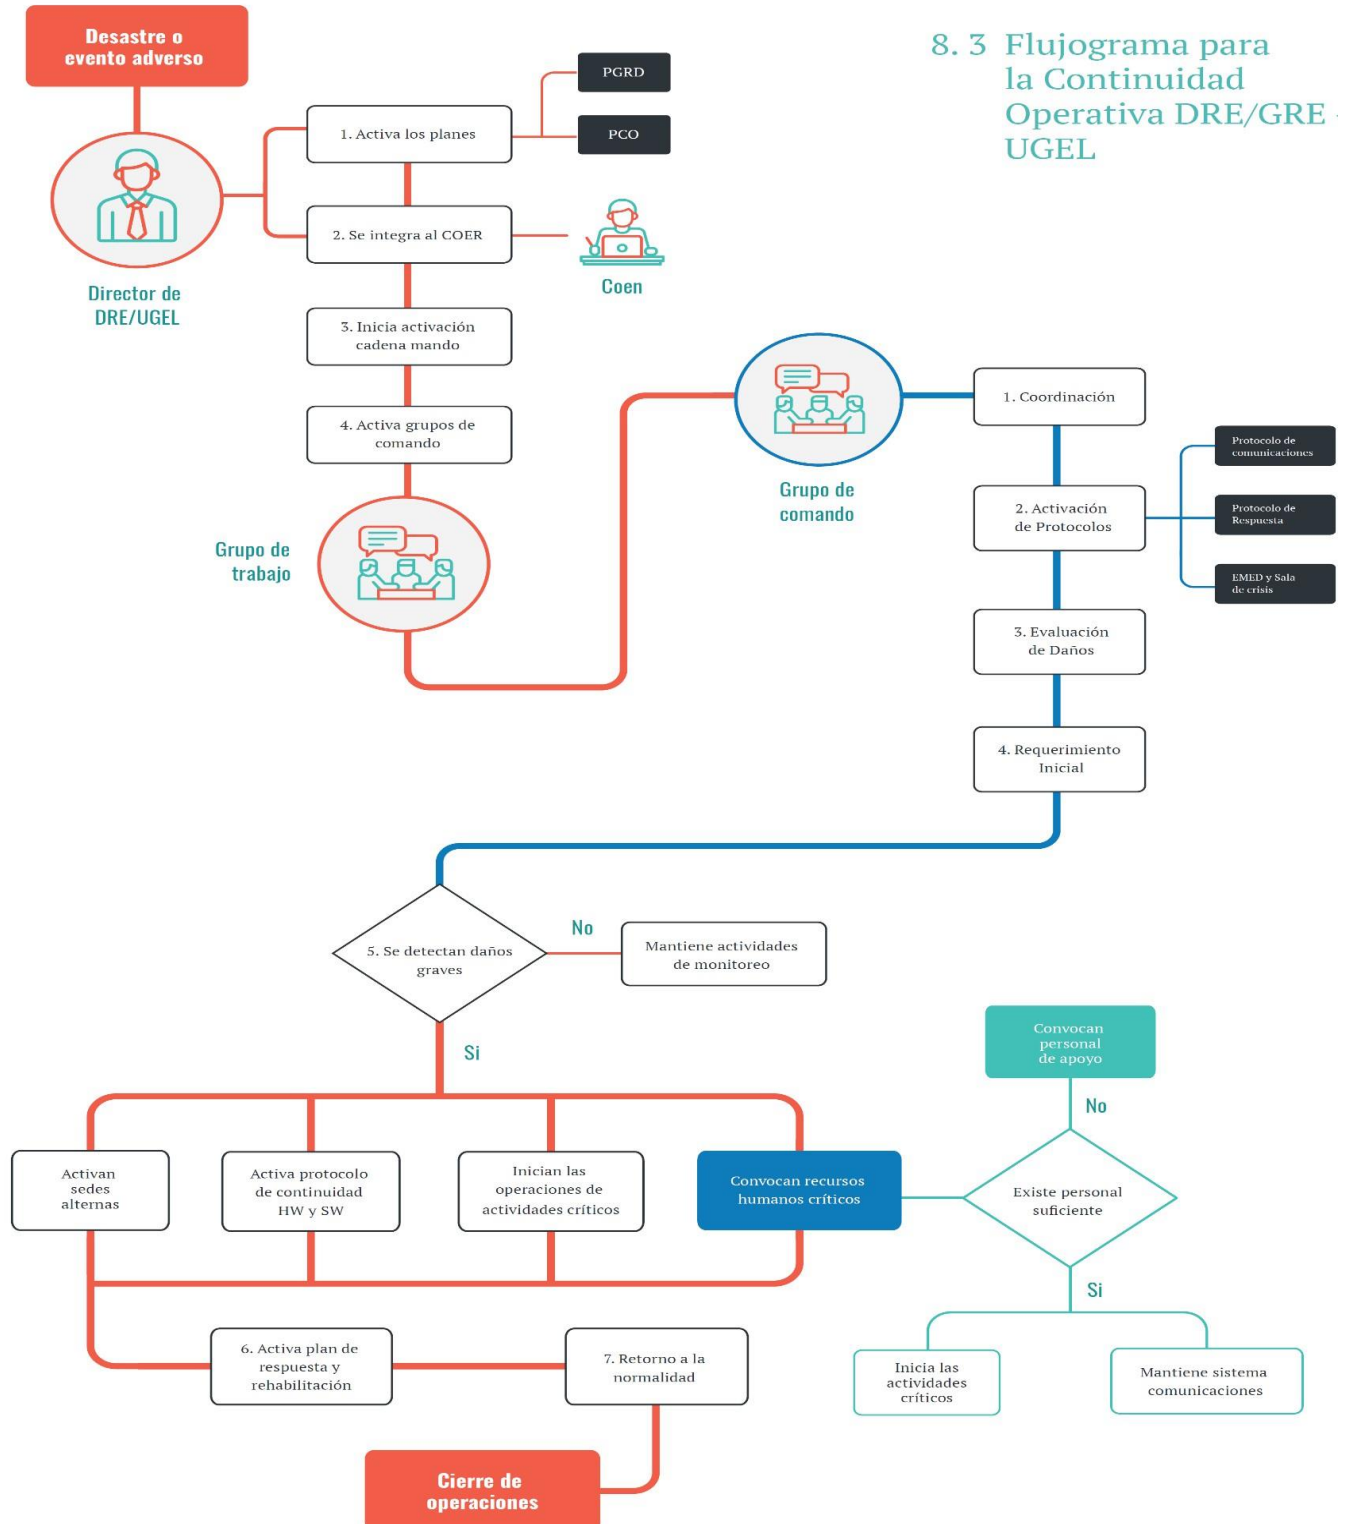 Desastre o
evento adverso
8. 3 Flujograma para
la Continuidad
Operativa DRE/GRE -
UGEL
PGRD
1. Activa los planes
PCO
2. Se integra al COER
Coen
Director de
DRE/UGEL
3. Inicia activación
cadena mando
4. Activa grupos de
comando
Grupo de
trabajo
Grupo de
comando
1. Coordinación
Protocolo de
comunicaciones
2. Activación
de Protocolos
Protocolo de
Respuesta
EMED y Sala
de crisis
3. Evaluación
de Daños
4. Requerimiento
Inicial
5. Se detectan daños
graves
No
Mantiene actividades
de monitoreo
Si
Convocan
personal
de apoyo
No
Activan
sedes
alternas
Activa protocolo
de continuidad
HW y SW
Inician las
operaciones de
actividades críticos
Convocan recursos
humanos críticos
Existe personal
suficiente
Si
6. Activa plan de
respuesta y
rehabilitación
7. Retorno a la
normalidad
Inicia las
actividades
críticos
Mantiene sistema
comunicaciones
Cierre de
operaciones